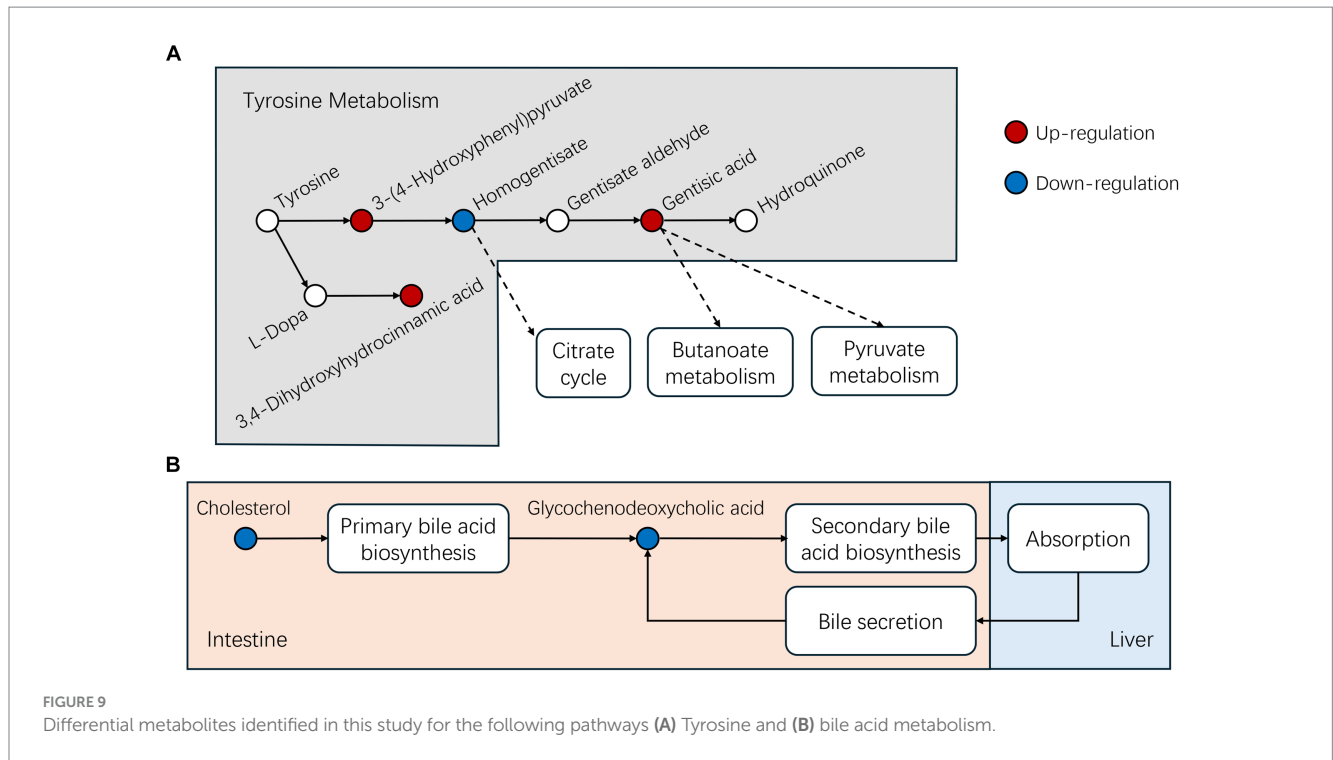 A
Tyrosine Metabolism
Tyrosine
3-(4-Hydroxyphenyl)pyruvate
Homogentisate
Gentisate aldehyde
Gentisic acid
Hydroquinone
Up-regulation
Down-regulation
L-Dopa
3,4-Dihydroxyhydrocinnamic acid
Citrate
cycle
Butanoate
metabolism
Pyruvate
metabolism
B
Cholesterol
Primary bile acid
biosynthesis
Glycochenodeoxycholic acid
Secondary bile
acid biosynthesis
Absorption
Bile secretion
Intestine
Liver
FIGURE 9
Differential metabolites identified in this study for the following pathways (A) Tyrosine and (B) bile acid metabolism.